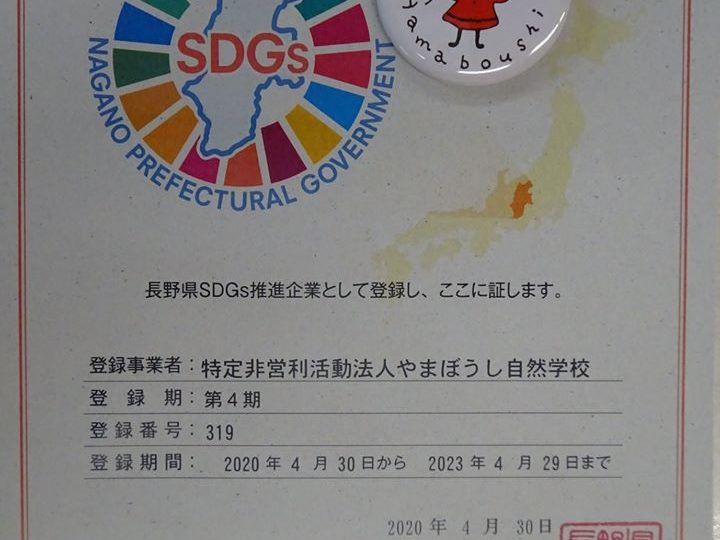 SDGs
NAGANO PREFECTURAL GOVERNMENT
Yamaboushi
長野県SDGs推進企業として登録し、ここに証します。
登録事業者：特定非営利活動法人やまぼうし自然学校
登　録　期：第４期
登録番号：319
登録期間：2020 年 4 月 30 日から　2023 年 4 月 29 日まで
2020 年 4 月 30 日
長野県